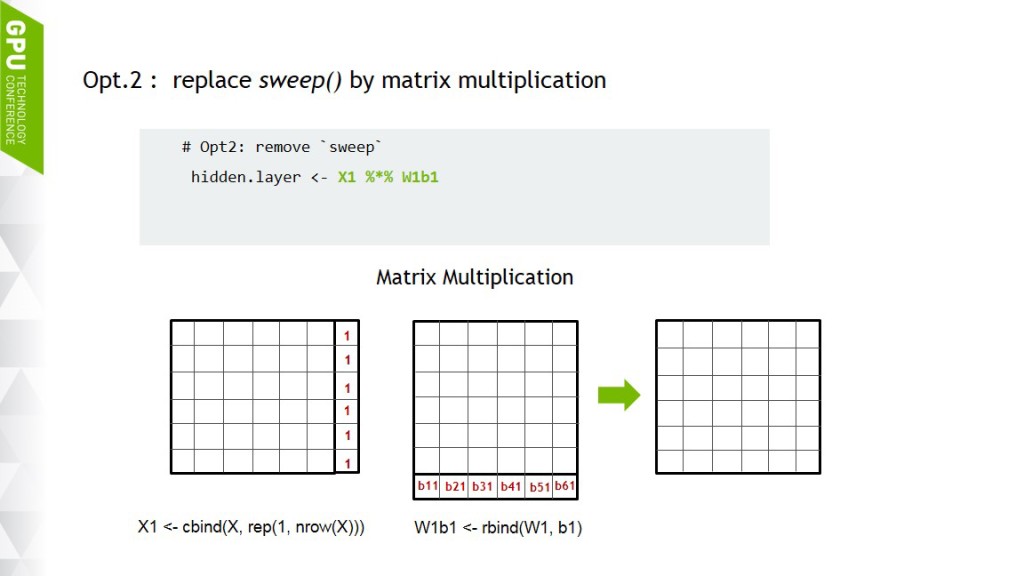 GPU TECHNOLOGY CONFERENCE
Opt.2 : replace sweep() by matrix multiplication
# Opt2: remove `sweep`
hidden.layer <- X1 %*% W1b1
Matrix Multiplication
1
1
1
1
1
1
b11 b21 b31 b41 b51 b61
X1 <- cbind(X, rep(1, nrow(X)))
W1b1 <- rbind(W1, b1)